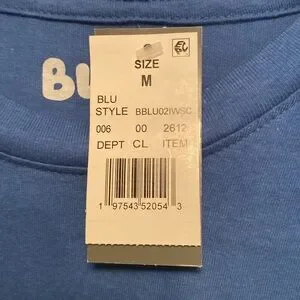 SIZE
M
BLU
STYLE BBLU02IWSC
006 00 2612
DEPT CL ITEM
1 97543 52054 3